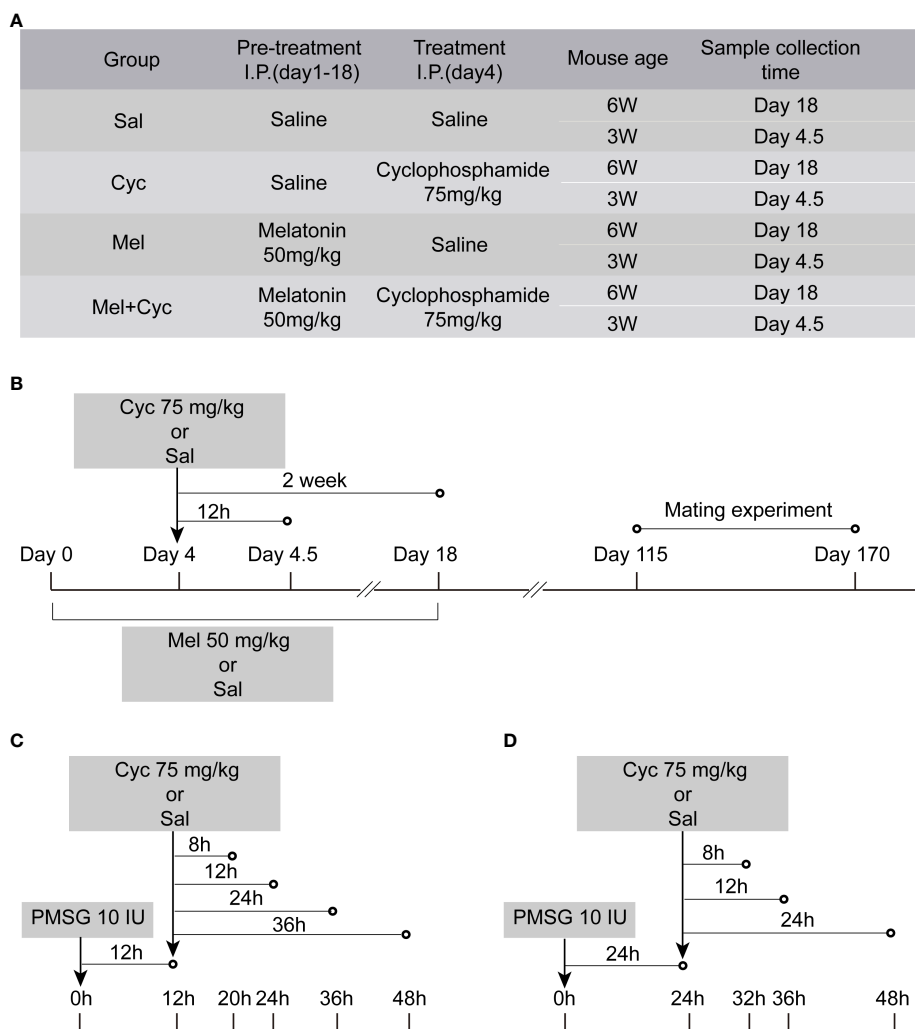 A
Group Pre-treatment I.P.(day1-18) Treatment I.P.(day4) Mouse age Sample collection time
Sal Saline Saline 6W Day 18
3W Day 4.5
Cyc Saline Cyclophosphamide 75mg/kg 6W Day 18
3W Day 4.5
Mel Melatonin 50mg/kg Saline 6W Day 18
3W Day 4.5
Mel+Cyc Melatonin 50mg/kg Cyclophosphamide 75mg/kg 6W Day 18
3W Day 4.5
B
Cyc 75 mg/kg
or
Sal
2 week
12h
Mating experiment
Day 0 Day 4 Day 4.5 Day 18 Day 115 Day 170
Mel 50 mg/kg
or
Sal
C
Cyc 75 mg/kg
or
Sal
8h
12h
24h
36h
PMSG 10 IU
12h
0h 12h 20h 24h 36h 48h
D
Cyc 75 mg/kg
or
Sal
8h
12h
24h
PMSG 10 IU
24h
0h 24h 32h 36h 48h